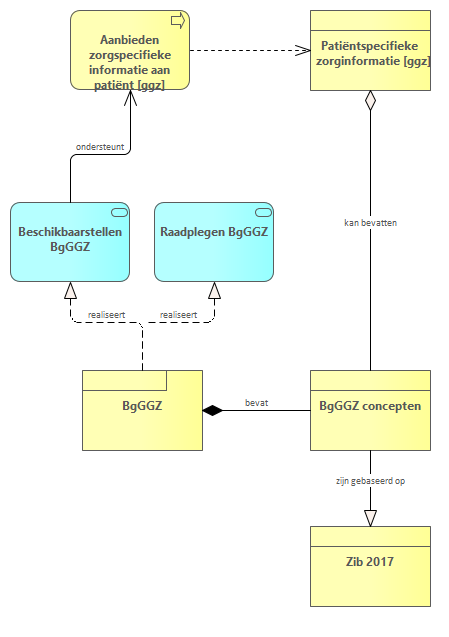 Aanbieden
zorgspecifieke
informatie aan
patiënt [ggz]
Patiëntspecifieke
zorginformatie [ggz]
ondersteunt
kan bevatten
Beschikbaarstellen
BgGGZ
Raadplegen BgGGZ
realiseert
realiseert
BgGGZ
bevat
BgGGZ concepten
zijn gebaseerd op
Zib 2017